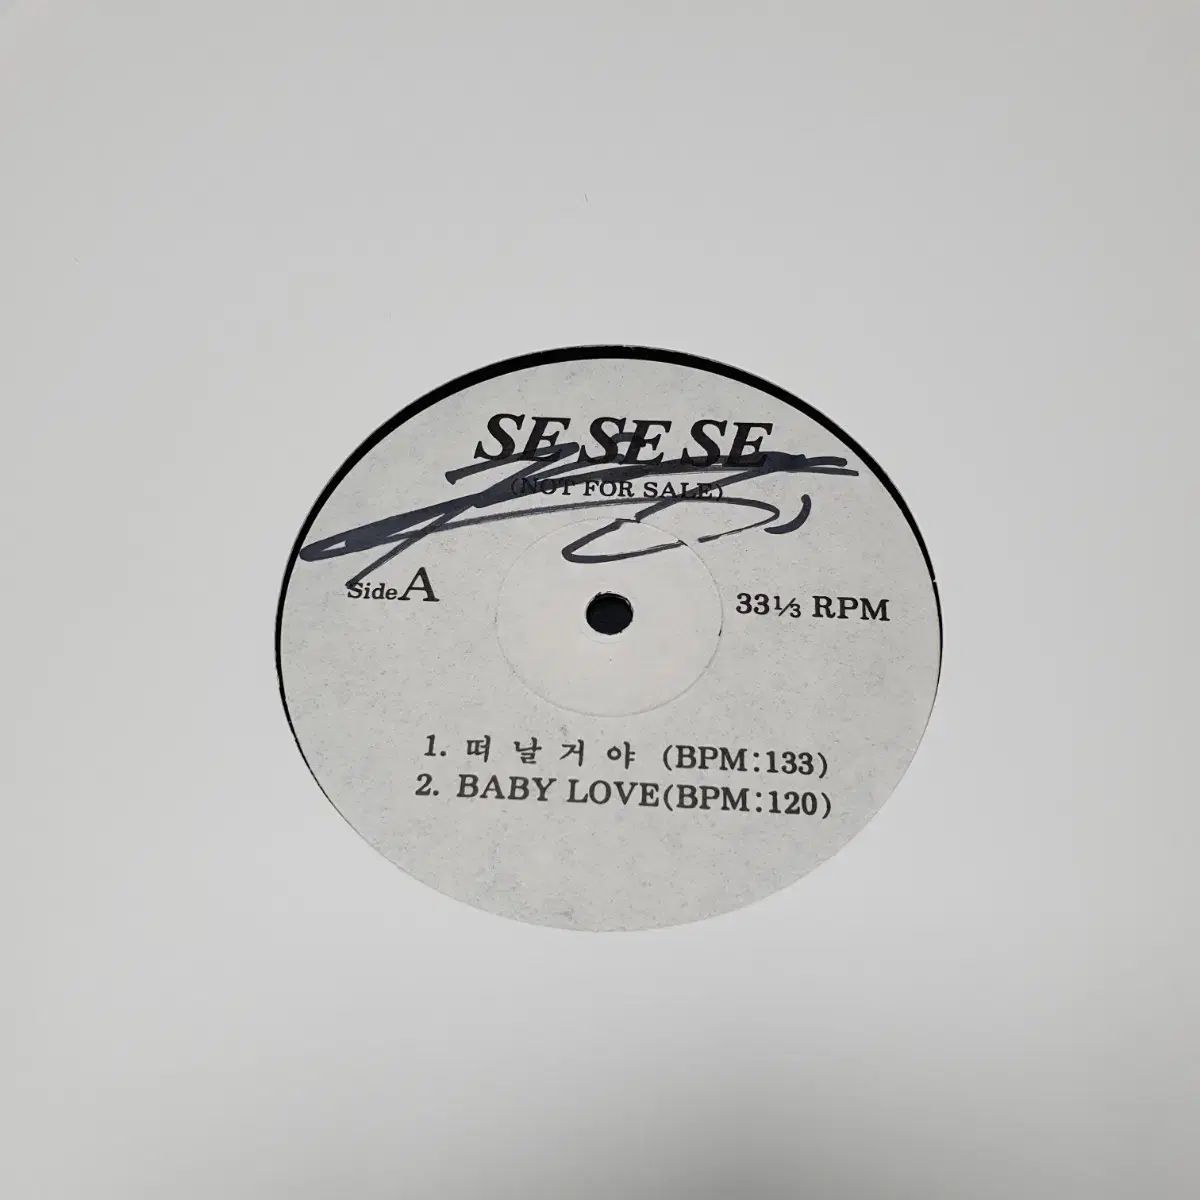 SE SE SE
(NOT FOR SALE)
Side A
33⅓ RPM
1. 떠 날 거 야 (BPM:133)
2. BABY LOVE(BPM:120)